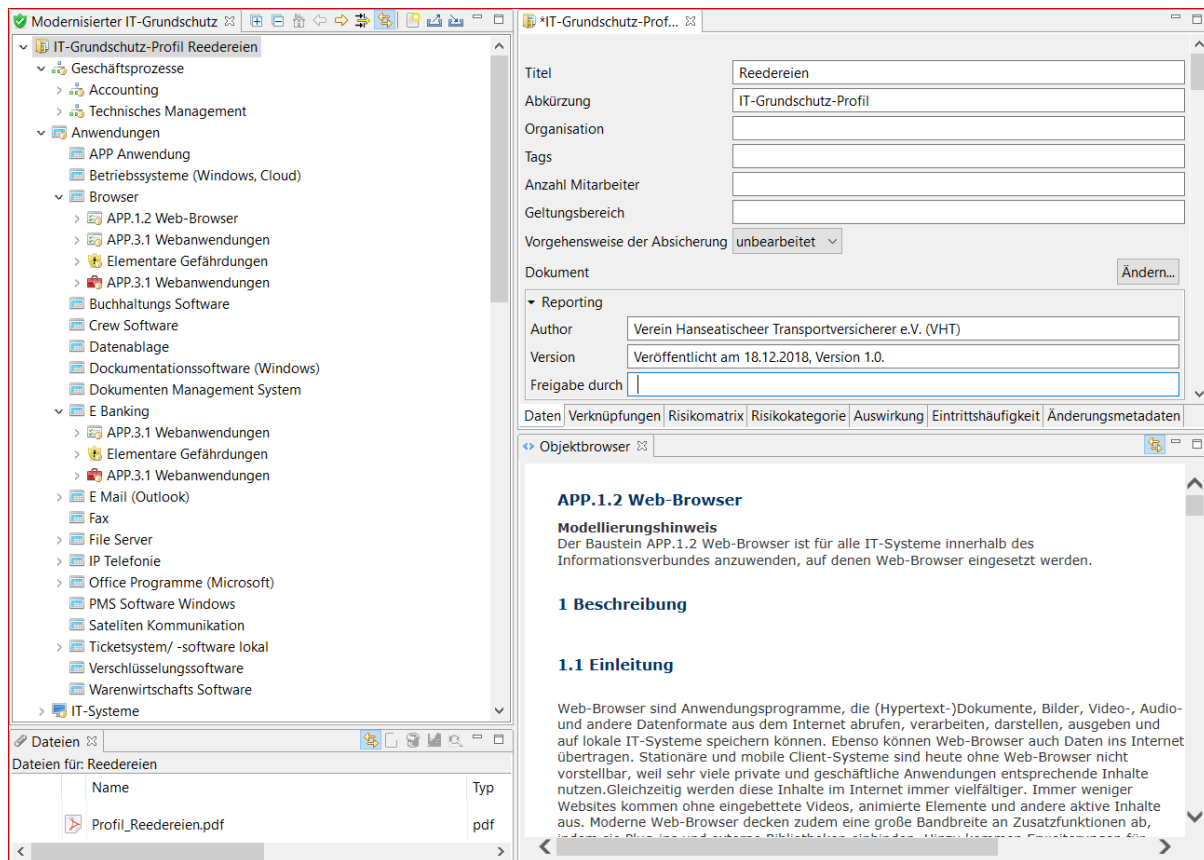 Modernisierter IT-Grundschutz
IT-Grundschutz-Profil Reedereien
Geschäftsprozesse
Accounting
Technisches Management
Anwendungen
APP Anwendung
Betriebssysteme (Windows, Cloud)
Browser
APP.1.2 Web-Browser
APP.3.1 Webanwendungen
Elementare Gefährdungen
APP.3.1 Webanwendungen
Buchhaltungs Software
Crew Software
Datenablage
Dockumentationssoftware (Windows)
Dokumenten Management System
E Banking
APP.3.1 Webanwendungen
Elementare Gefährdungen
APP.3.1 Webanwendungen
E Mail (Outlook)
Fax
File Server
IP Telefonie
Office Programme (Microsoft)
PMS Software Windows
Sateliten Kommunikation
Ticketsystem/ -software lokal
Verschlüsselungssoftware
Warenwirtschafts Software
IT-Systeme
Dateien
Dateien für: Reedereien
Name Typ
Profil_Reedereien.pdf pdf
*IT-Grundschutz-Prof...
Titel Reedereien
Abkürzung IT-Grundschutz-Profil
Organisation
Tags
Anzahl Mitarbeiter
Geltungsbereich
Vorgehensweise der Absicherung unbearbeitet
Dokument Ändern...
Reporting
Author Verein Hanseatischeer Transportversicherer e.V. (VHT)
Version Veröffentlicht am 18.12.2018, Version 1.0.
Freigabe durch
Daten Verknüpfungen Risikomatrix Risikokategorie Auswirkung Eintrittshäufigkeit Änderungsmetadaten
Objektbrowser
APP.1.2 Web-Browser
Modellierungshinweis
Der Baustein APP.1.2 Web-Browser ist für alle IT-Systeme innerhalb des
Informationsverbundes anzuwenden, auf denen Web-Browser eingesetzt werden.
1 Beschreibung
1.1 Einleitung
Web-Browser sind Anwendungsprogramme, die (Hypertext-)Dokumente, Bilder, Video-, Audio-
und andere Datenformate aus dem Internet abrufen, verarbeiten, darstellen, ausgeben und
auf lokale IT-Systeme speichern können. Ebenso können Web-Browser auch Daten ins Internet
übertragen. Stationäre und mobile Client-Systeme sind heute ohne Web-Browser nicht
vorstellbar, weil sehr viele private und geschäftliche Anwendungen entsprechende Inhalte
nutzen.Gleichzeitig werden diese Inhalte im Internet immer vielfältiger. Immer weniger
Websites kommen ohne eingebettete Videos, animierte Elemente und andere aktive Inhalte
aus. Moderne Web-Browser decken zudem eine große Bandbreite an Zusatzfunktionen ab,